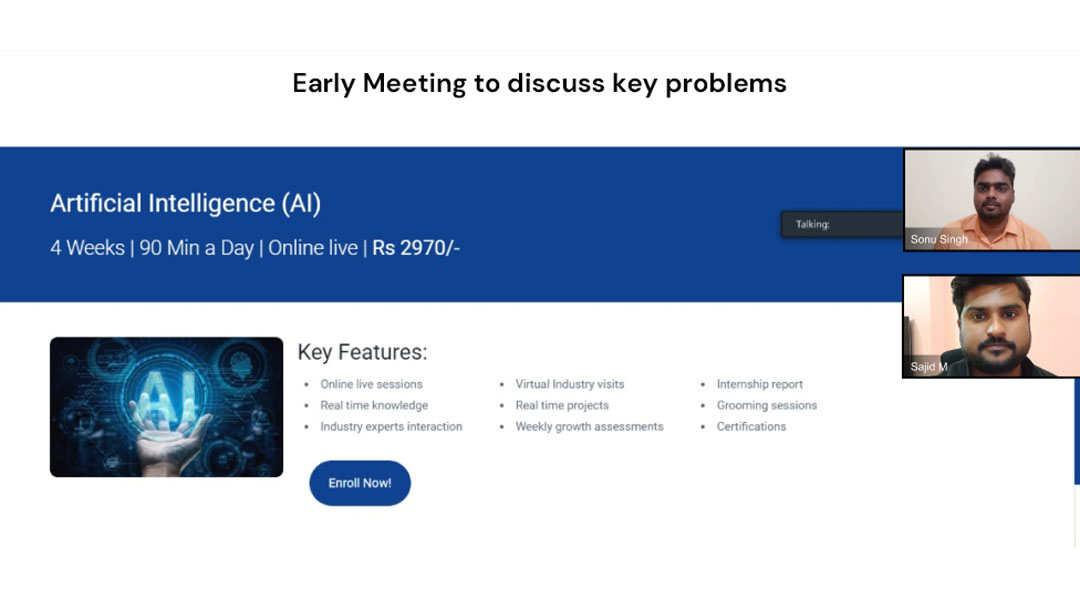 Early Meeting to discuss key problems
Artificial Intelligence (AI)
4 Weeks | 90 Min a Day | Online live | Rs 2970/-
Talking:
Sonu Singh
Sajid M
AI
Key Features:
Online live sessions
Real time knowledge
Industry experts interaction
Virtual Industry visits
Real time projects
Weekly growth assessments
Internship report
Grooming sessions
Certifications
Enroll Now!